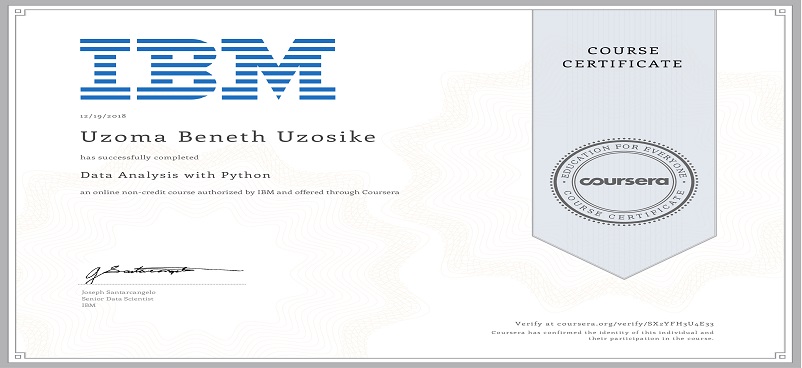 IBM
COURSE
CERTIFICATE
12/19/2018
Uzoma Beneth Uzosike
has successfully completed
Data Analysis with Python
an online non-credit course authorized by IBM and offered through Coursera
EDUCATION FOR EVERYONE
coursera
COURSE CERTIFICATE
Joseph Santarcangelo
Senior Data Scientist
IBM
Verify at coursera.org/verify/SX2YFH3U4E33
Coursera has confirmed the identity of this individual and
their participation in the course.